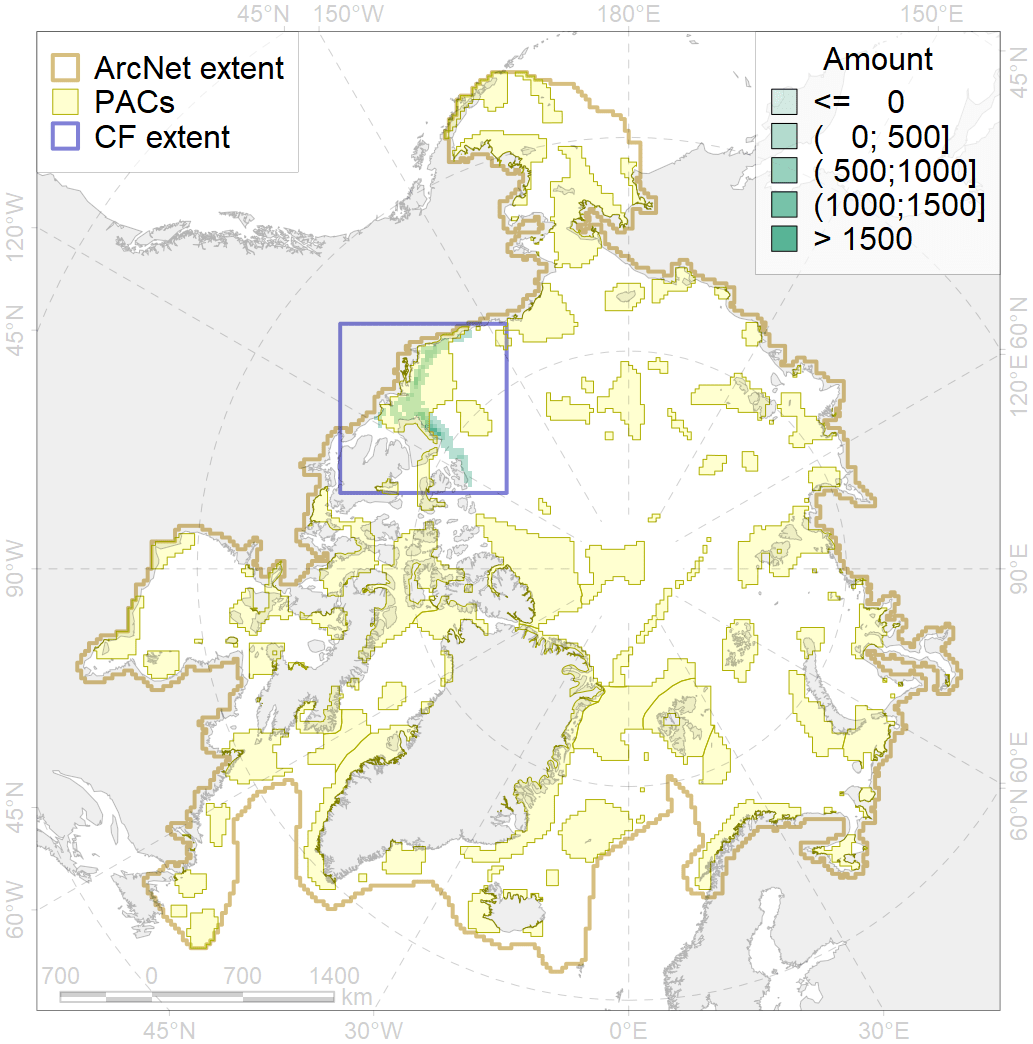 45°N 150°W 180°E 150°E
ArcNet extent
PACs
CF extent
Amount
<= 0
( 0; 500]
( 500;1000]
(1000;1500]
> 1500
45°N
120°W
45°N
90°W
45°N
60°W
60°N
120°E
90°E
60°N
700 0 700 1400
km
45°N 30°W 0°E 30°E